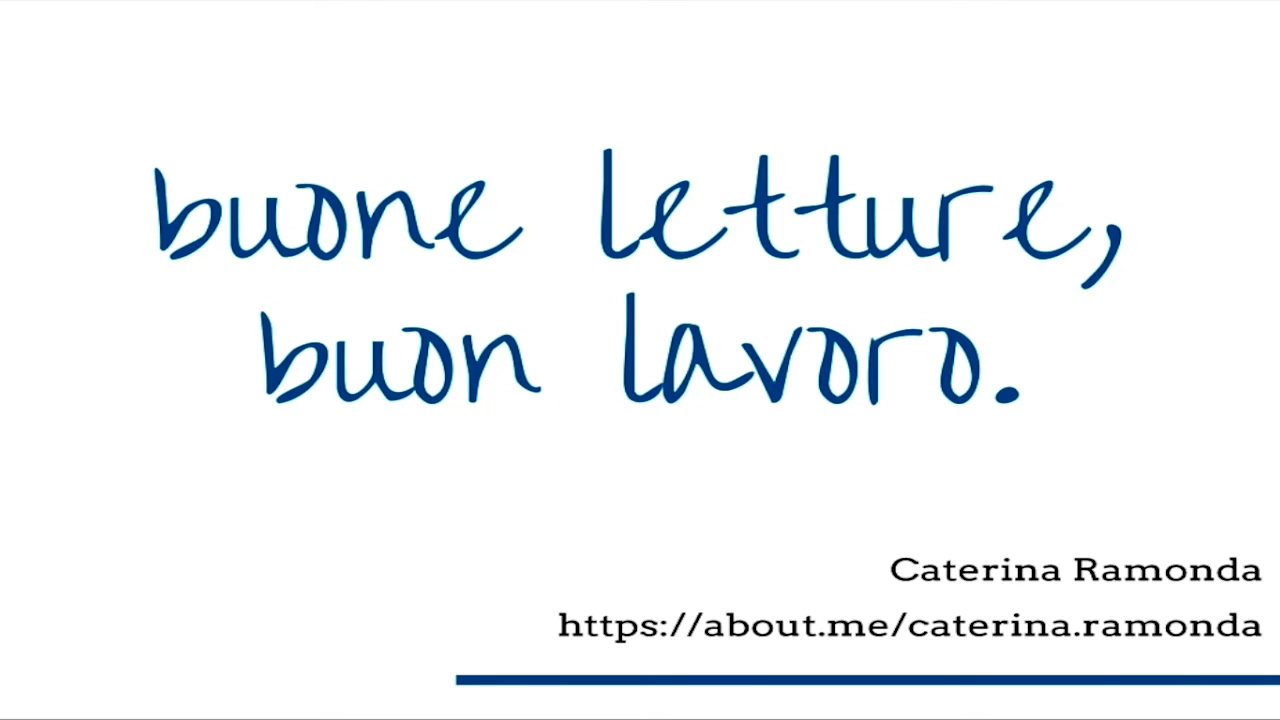 buone letture,
buon lavoro.
Caterina Ramonda
https://about.me/caterina.ramonda